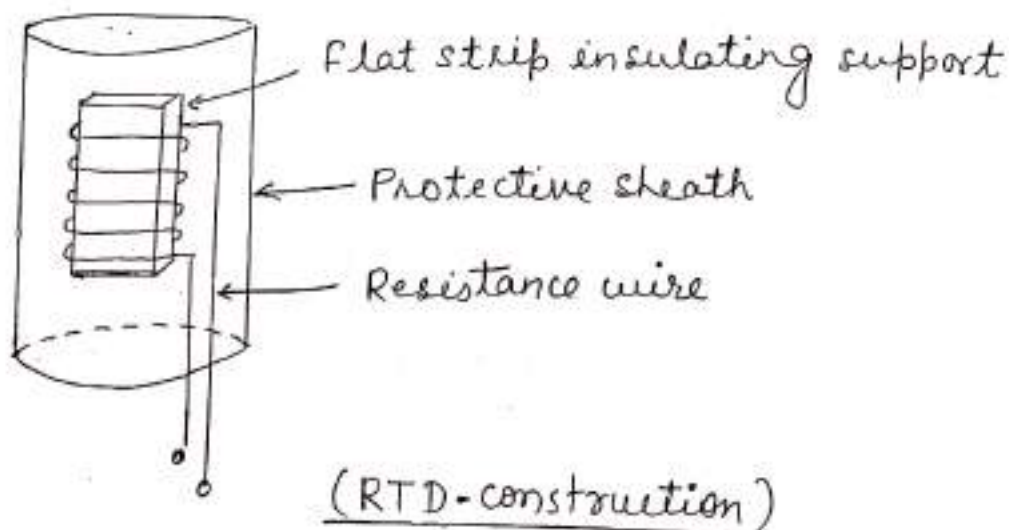 Flat strip insulating support
Protective sheath
Resistance wire
(RTD-construction)